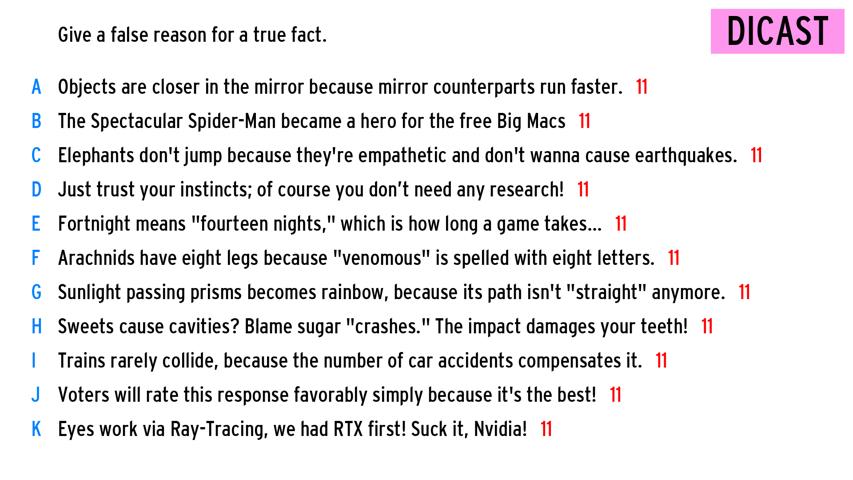 Give a false reason for a true fact.
DICAST
A Objects are closer in the mirror because mirror counterparts run faster. 11
B The Spectacular Spider-Man became a hero for the free Big Macs 11
C Elephants don't jump because they're empathetic and don't wanna cause earthquakes. 11
D Just trust your instincts; of course you don’t need any research! 11
E Fortnight means "fourteen nights," which is how long a game takes... 11
F Arachnids have eight legs because "venomous" is spelled with eight letters. 11
G Sunlight passing prisms becomes rainbow, because its path isn't "straight" anymore. 11
H Sweets cause cavities? Blame sugar "crashes." The impact damages your teeth! 11
I Trains rarely collide, because the number of car accidents compensates it. 11
J Voters will rate this response favorably simply because it's the best! 11
K Eyes work via Ray-Tracing, we had RTX first! Suck it, Nvidia! 11